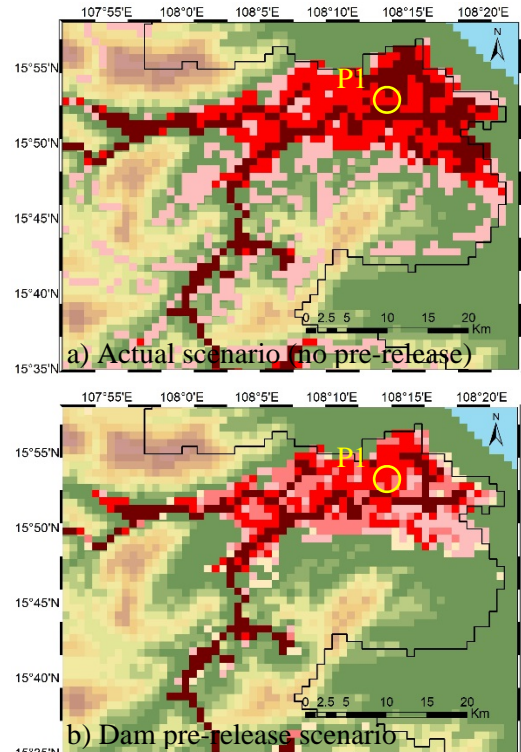 107°55'E 108°0'E 108°5'E 108°10'E 108°15'E 108°20'E
N
15°55'N
P1
15°50'N
15°45'N
15°40'N
0 2.5 5 10 15 20
Km
15°35'N
a) Actual scenario (no pre-release)
107°55'E 108°0'E 108°5'E 108°10'E 108°15'E 108°20'E
N
15°55'N
P1
15°50'N
15°45'N
15°40'N
0 2.5 5 10 15 20
Km
b) Dam pre-release scenario
15°35'N